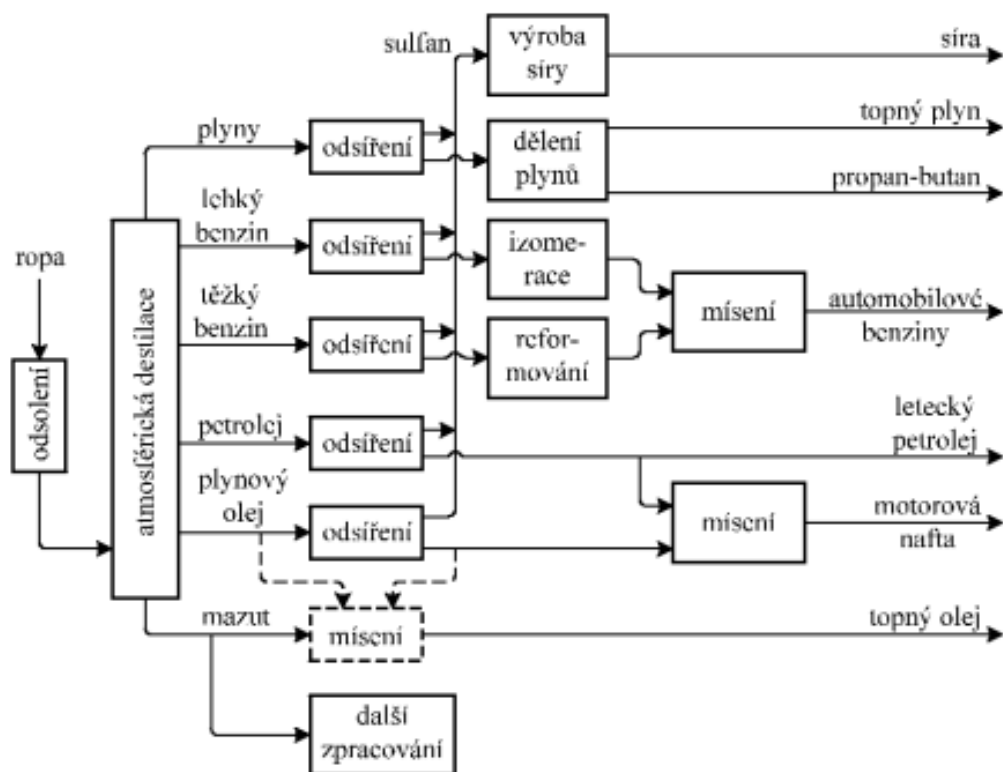 sulfan
výroba
síry
síra
plyny
odsíření
dělení
plynů
topný plyn
propan-butan
lehký
benzin
odsíření
izome-
race
ropa
těžký
benzin
odsíření
refor-
mování
mísení
automobilové
benziny
odsolení
atmosférická destilace
petrolej
odsíření
letecký
petrolej
plynový
olej
odsíření
mísení
motorová
nafta
mazut
mísení
topný olej
další
zpracování